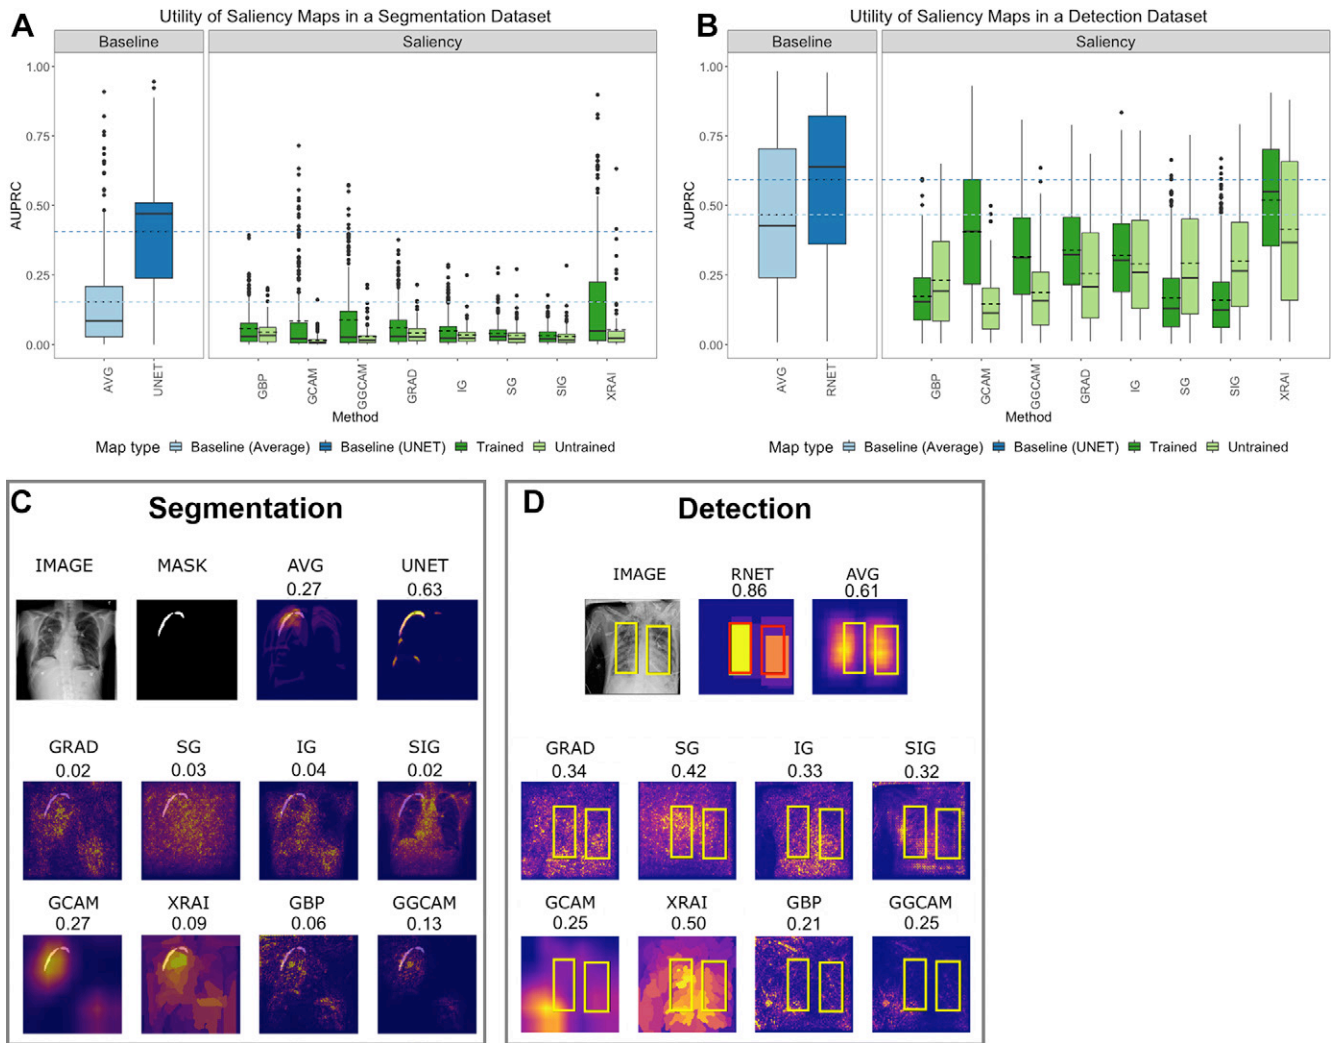 A
Utility of Saliency Maps in a Segmentation Dataset
Baseline
Saliency
AUPRC
1.00
0.75
0.50
0.25
0.00
AVG
UNET
GBP
GCAM
GGCAM
GRAD
IG
SG
SIG
XRAI
Method
Map type Baseline (Average) Baseline (UNET) Trained Untrained
B
Utility of Saliency Maps in a Detection Dataset
Baseline
Saliency
AUPRC
1.00
0.75
0.50
0.25
0.00
AVG
RNET
GBP
GCAM
GGCAM
GRAD
IG
SG
SIG
XRAI
Method
Map type Baseline (Average) Baseline (UNET) Trained Untrained
C
Segmentation
IMAGE MASK AVG UNET
0.27 0.63
GRAD SG IG SIG
0.02 0.03 0.04 0.02
GCAM XRAI GBP GGCAM
0.27 0.09 0.06 0.13
D
Detection
IMAGE RNET AVG
0.86 0.61
GRAD SG IG SIG
0.34 0.42 0.33 0.32
GCAM XRAI GBP GGCAM
0.25 0.50 0.21 0.25